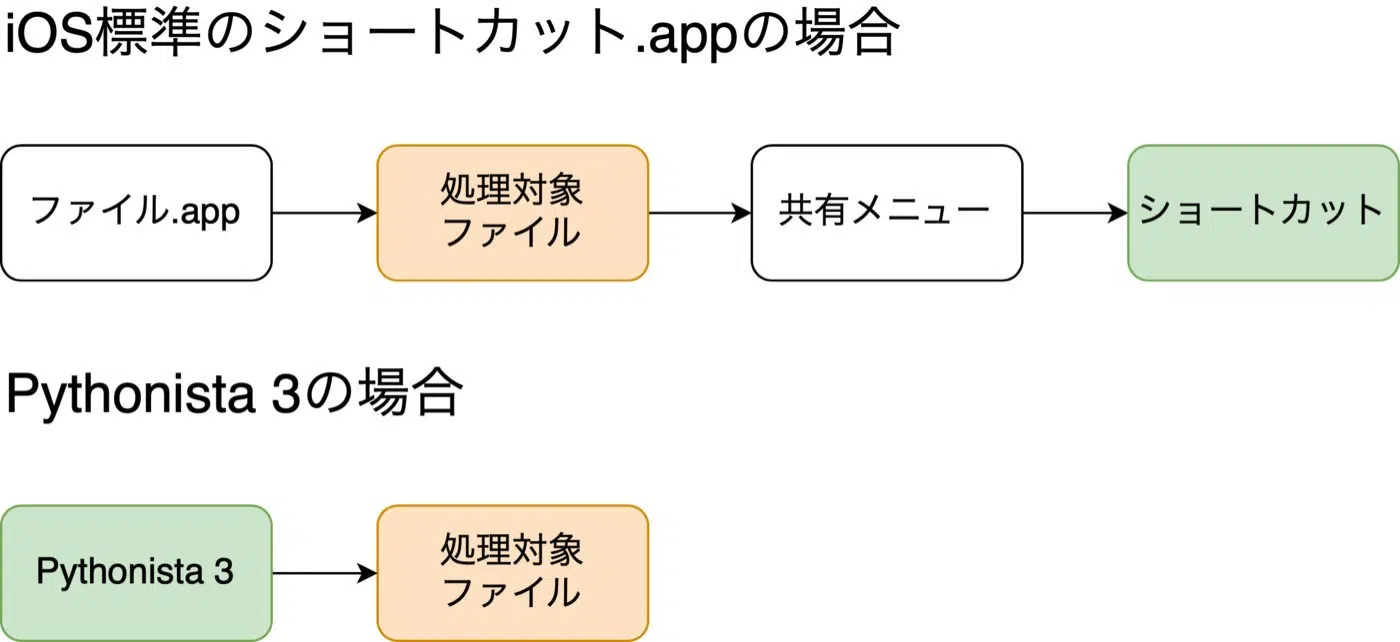 iOS標準のショートカット.appの場合
ファイル.app
処理対象
ファイル
共有メニュー
ショートカット
Pythonista 3の場合
Pythonista 3
処理対象
ファイル